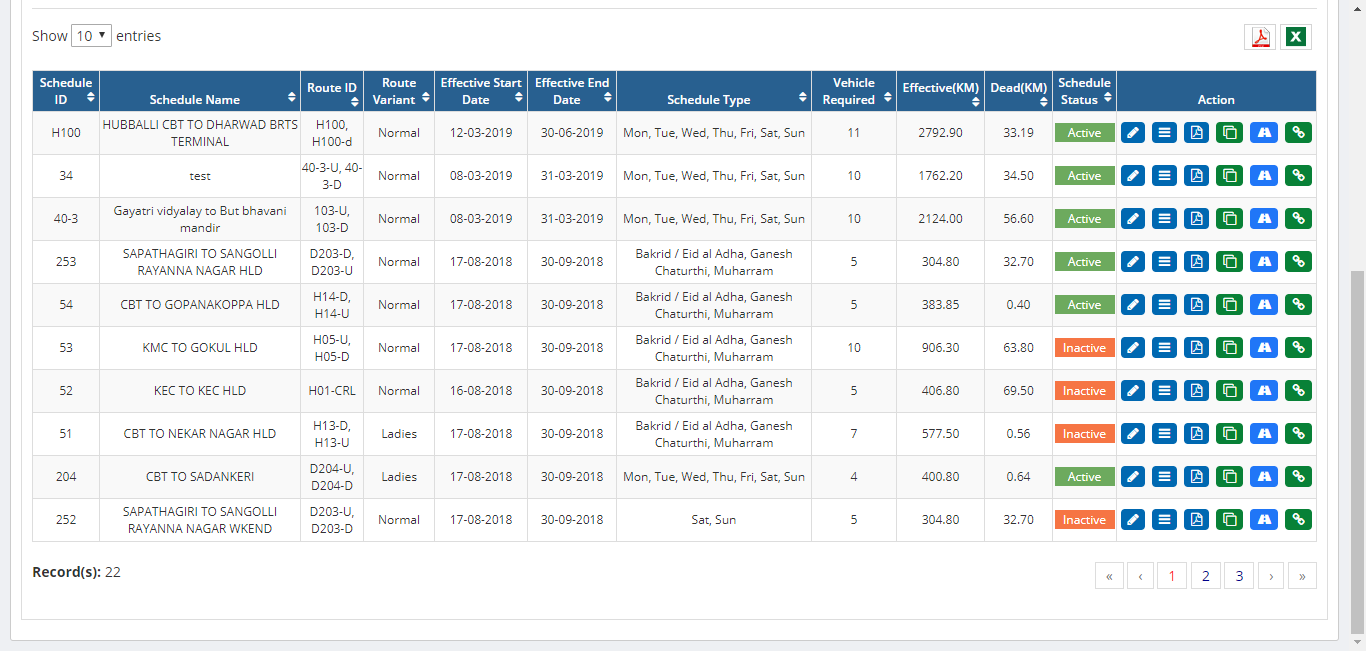 Show 10 entries
Schedule ID Schedule Name Route ID Route Variant Effective Start Date Effective End Date Schedule Type Vehicle Required Effective(KM) Dead(KM) Schedule Status Action
H100 HUBBALLI CBT TO DHARWAD BRTS TERMINAL H100, H100-d Normal 12-03-2019 30-06-2019 Mon, Tue, Wed, Thu, Fri, Sat, Sun 11 2792.90 33.19 Active
34 test 40-3-U, 40-3-D Normal 08-03-2019 31-03-2019 Mon, Tue, Wed, Thu, Fri, Sat, Sun 10 1762.20 34.50 Active
40-3 Gayatri vidyalay to But bhavani mandir 103-U, 103-D Normal 08-03-2019 31-03-2019 Mon, Tue, Wed, Thu, Fri, Sat, Sun 10 2124.00 56.60 Active
253 SAPATHAGIRI TO SANGOLLI RAYANNA NAGAR HLD D203-D, D203-U Normal 17-08-2018 30-09-2018 Bakrid / Eid al Adha, Ganesh Chaturthi, Muharram 5 304.80 32.70 Active
54 CBT TO GOPANAKOPPA HLD H14-D, H14-U Normal 17-08-2018 30-09-2018 Bakrid / Eid al Adha, Ganesh Chaturthi, Muharram 5 383.85 0.40 Active
53 KMC TO GOKUL HLD H05-U, H05-D Normal 17-08-2018 30-09-2018 Bakrid / Eid al Adha, Ganesh Chaturthi, Muharram 10 906.30 63.80 Inactive
52 KEC TO KEC HLD H01-CRL Normal 16-08-2018 30-09-2018 Bakrid / Eid al Adha, Ganesh Chaturthi, Muharram 5 406.80 69.50 Inactive
51 CBT TO NEKAR NAGAR HLD H13-D, H13-U Ladies 17-08-2018 30-09-2018 Bakrid / Eid al Adha, Ganesh Chaturthi, Muharram 7 577.50 0.56 Inactive
204 CBT TO SADANKERI D204-U, D204-D Ladies 17-08-2018 30-09-2018 Mon, Tue, Wed, Thu, Fri, Sat, Sun 4 400.80 0.64 Active
252 SAPATHAGIRI TO SANGOLLI RAYANNA NAGAR WKEND D203-U, D203-D Normal 17-08-2018 30-09-2018 Sat, Sun 5 304.80 32.70 Inactive
Record(s): 22
« ‹ 1 2 3 › »